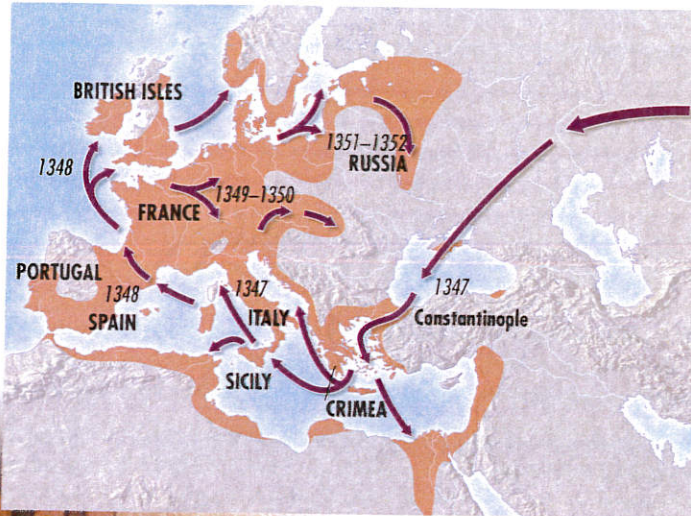 BRITISH ISLES
1348
1351–1352
RUSSIA
FRANCE
1349–1350
PORTUGAL
1348
SPAIN
1347
ITALY
1347
Constantinople
SICILY
CRIMEA